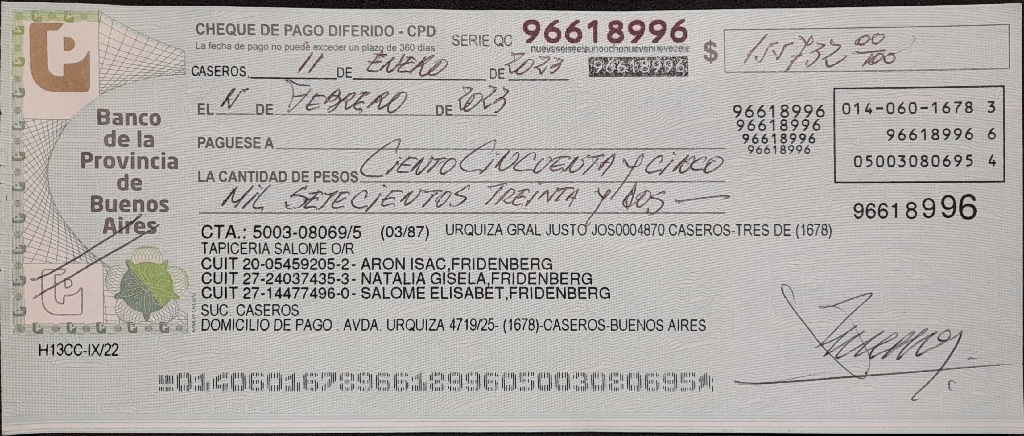 CHEQUE DE PAGO DIFERIDO - CPD
La fecha de pago no puede exceder un plazo de 360 días
SERIE QC 96618996
nueveseisseisunoochonuevenueveseis
96618996
$ 155732 00/100
CASEROS, 11 DE ENERO DE 2023
EL 11 DE FEBRERO DE 2023
PAGUESE A
LA CANTIDAD DE PESOS CIENTO CINCUENTA Y CINCO
MIL SETECIENTOS TREINTA Y DOS —
96618996
96618996
96618996
96618996
014-060-1678 3
96618996 6
05003080695 4
96618996
Banco
de la
Provincia
de
Buenos
Aires
CTA.: 5003-08069/5 (03/87) URQUIZA GRAL JUSTO JOS0004870 CASEROS-TRES DE (1678)
TAPICERIA SALOME O/R
CUIT 20-05459205-2- ARON ISAC,FRIDENBERG
CUIT 27-24037435-3- NATALIA GISELA,FRIDENBERG
CUIT 27-14477496-0- SALOME ELISABET,FRIDENBERG
SUC. CASEROS
DOMICILIO DE PAGO . AVDA. URQUIZA 4719/25- (1678)-CASEROS-BUENOS AIRES
H13CC-IX/22
01406016789661899605003080695